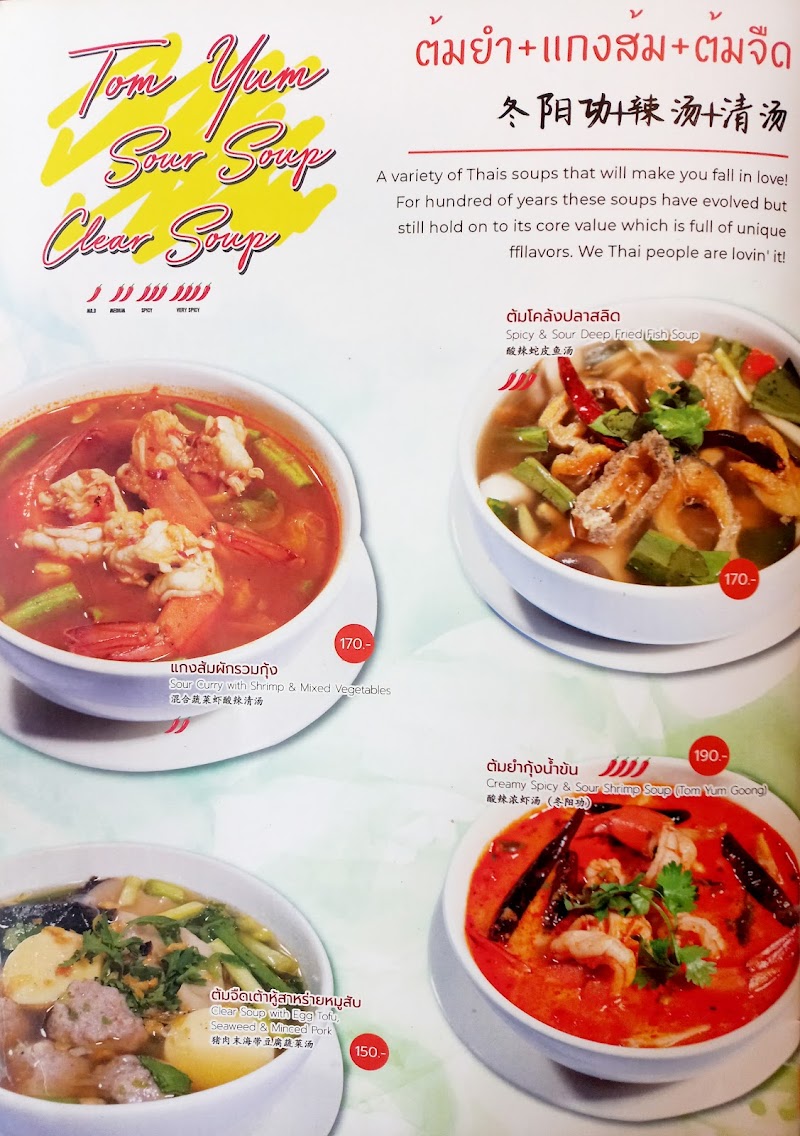 Tom Yum
Sour Soup
Clear Soup
MILD MEDIUM SPICY VERY SPICY
ต้มยำ+แกงส้ม+ต้มจืด
冬阳功+辣汤+清汤
A variety of Thais soups that will make you fall in love!
For hundred of years these soups have evolved but
still hold on to its core value which is full of unique
ffllavors. We Thai people are lovin' it!
ต้มโคล้งปลาสลิด
Spicy & Sour Deep Fried Fish Soup
酸辣蛇皮鱼汤
170.-
170.-
แกงส้มผักรวมกุ้ง
Sour Curry with Shrimp & Mixed Vegetables
混合蔬菜虾酸辣清汤
190.-
ต้มยำกุ้งน้ำข้น
Creamy Spicy & Sour Shrimp Soup (Tom Yum Goong)
酸辣浓虾汤 (冬阳功)
ต้มจืดเต้าหู้สาหร่ายหมูสับ
Clear Soup with Egg Tofu,
Seaweed & Minced Pork
猪肉末海带豆腐蔬菜汤
150.-